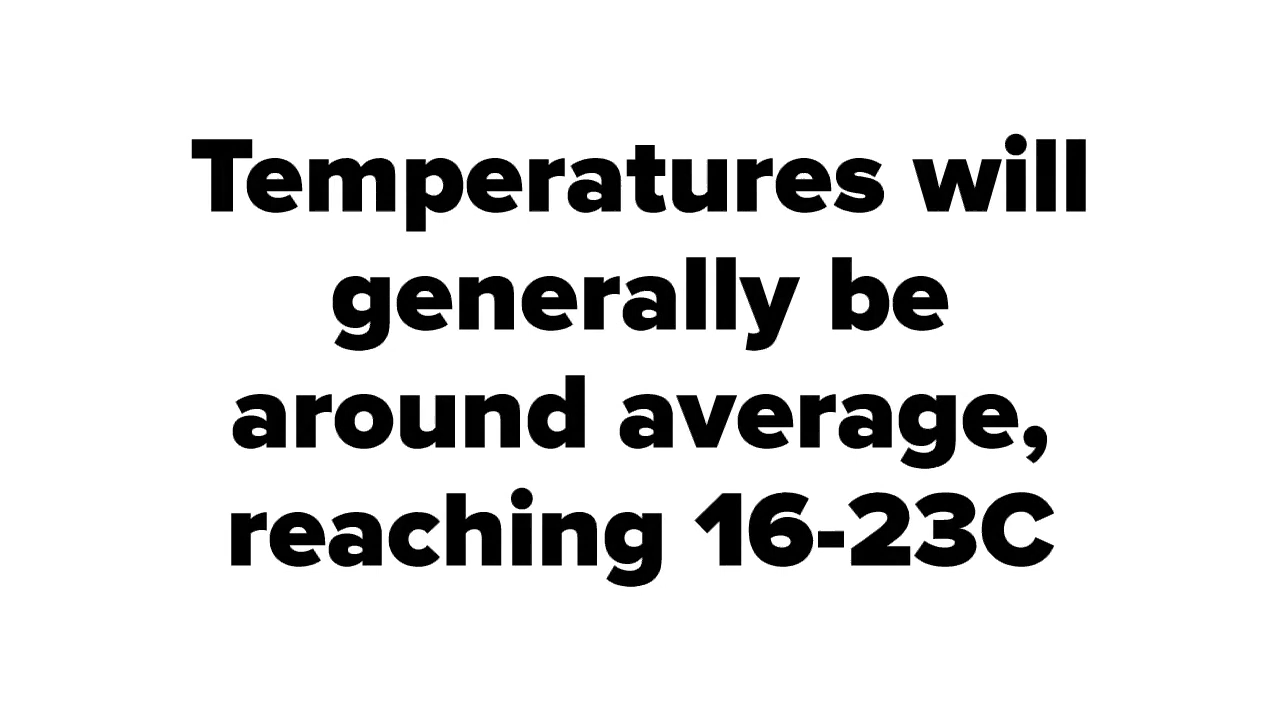 Temperatures will
generally be
around average,
reaching 16-23C